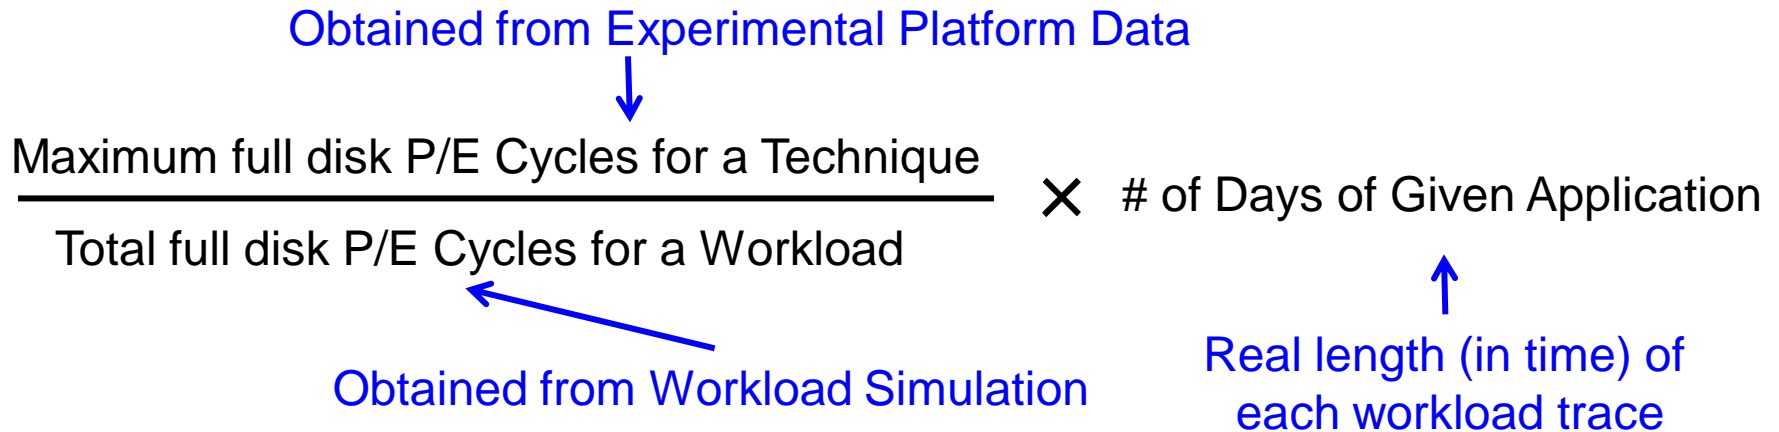 Obtained from Experimental Platform Data
Maximum full disk P/E Cycles for a Technique
Total full disk P/E Cycles for a Workload
× # of Days of Given Application
Obtained from Workload Simulation
Real length (in time) of
each workload trace